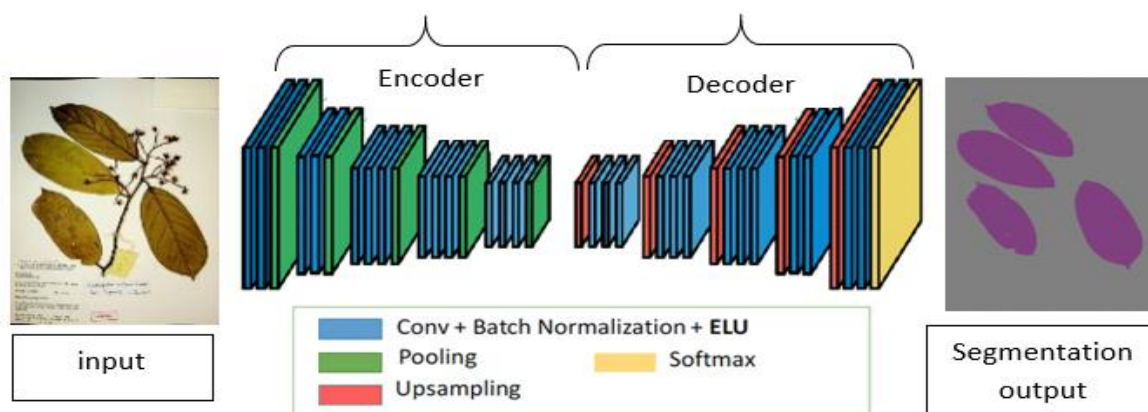 Encoder
Decoder
input
Conv + Batch Normalization + ELU
Pooling
Softmax
Upsampling
Segmentation
output